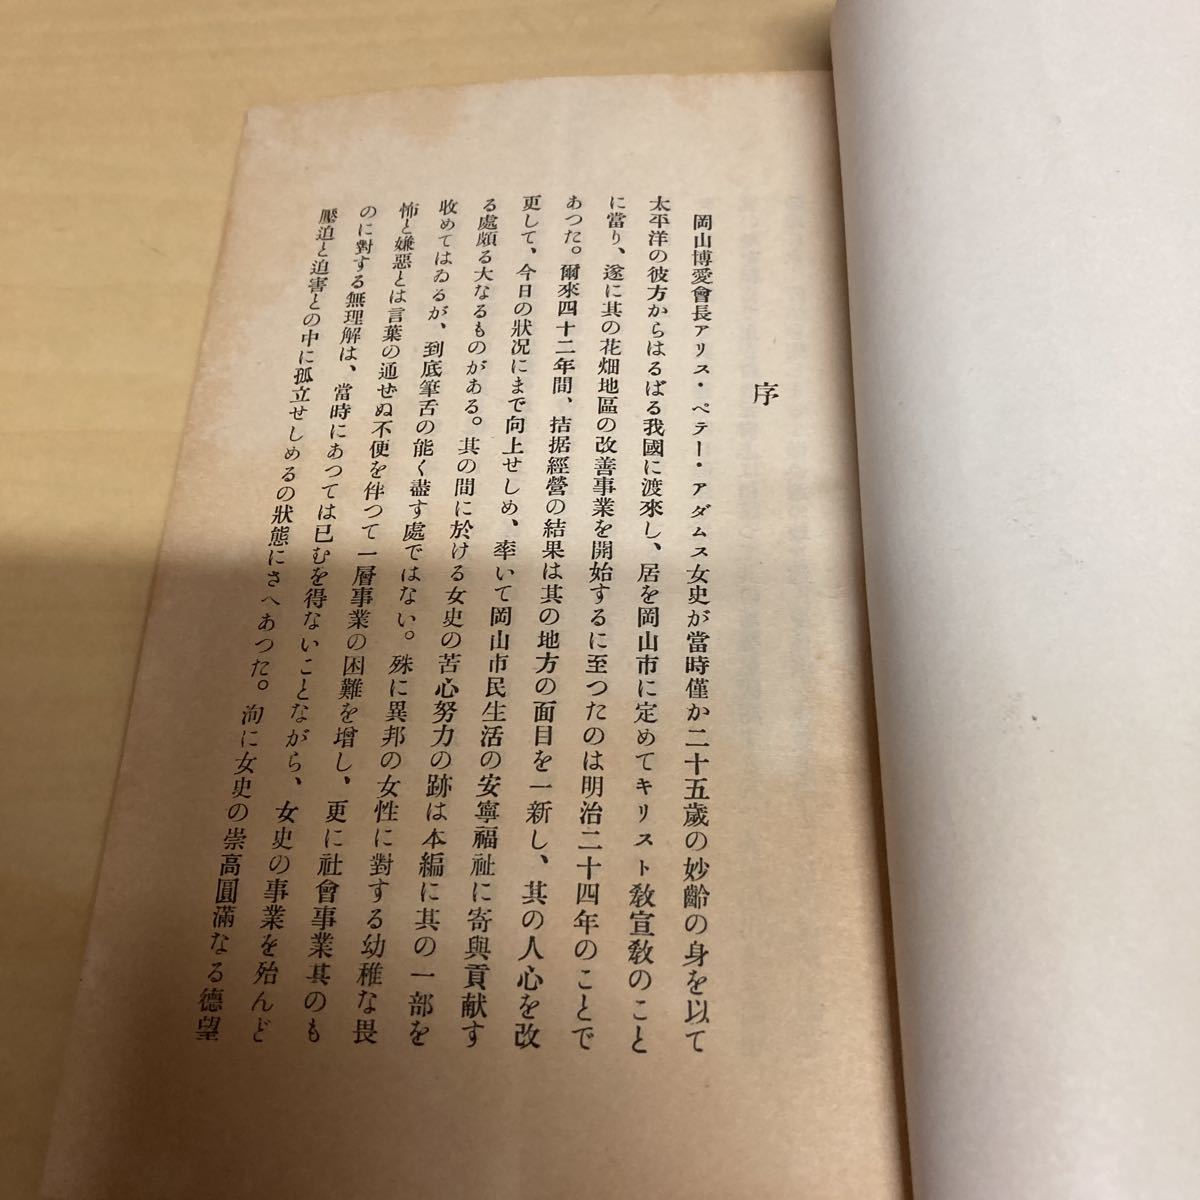 序
岡山博愛會長アリス・ペテー・アダムス女史が當時僅か二十五歲の妙齡の身を以て
太平洋の彼方からはるばる我國に渡來し、居を岡山市に定めてキリスト敎宣敎のこと
に當り、遂に其の花畑地區の改善事業を開始するに至つたのは明治二十四年のことで
あつた。爾來四十二年間、拮据經營の結果は其の地方の面目を一新し、其の人心を改
更して、今日の狀況にまで向上せしめ、率いて岡山市民生活の安寧福祉に寄與貢献す
る處頗る大なるものがある。其の間に於ける女史の苦心努力の跡は本編に其の一部を
收めてはゐるが、到底筆舌の能く盡す處ではない。殊に異邦の女性に對する幼稚な畏
怖と嫌惡とは言葉の通ぜぬ不便を伴つて一層事業の困難を增し、更に社會事業其のも
のに對する無理解は、當時にあつては已むを得ないことながら、女史の事業を殆んど
壓迫と迫害との中に孤立せしめるの狀態にさへあつた。洵に女史の崇高圓滿なる德望